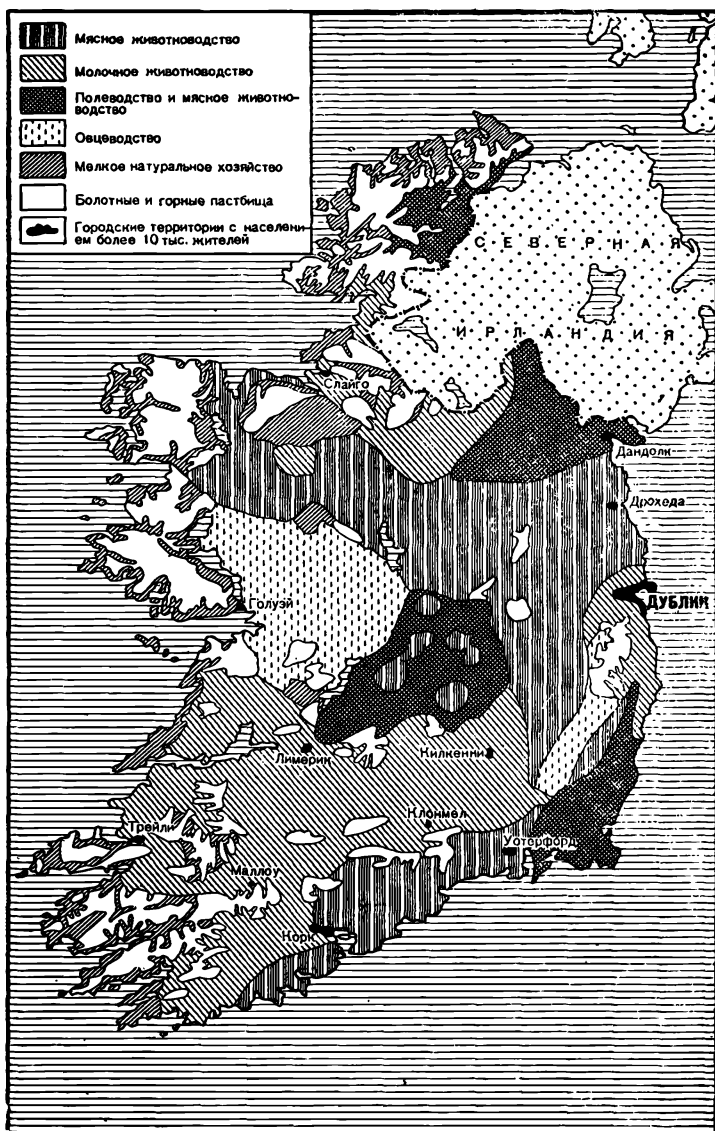 Мясное животноводство
Молочное животноводство
Полеводство и мясное животно-
водство
Овцеводство
Мелкое натуральное хозяйство
Болотные и горные пастбища
Городские территории с населени-
ем более 10 тыс. жителей
СЕВЕРНАЯ
ИРЛАНДИЯ
Слайго
Дандолк
Дрохеда
Голуэй
ДУБЛИН
Лимерик
Килкенни
Клонмел
Трейли
Уотерфорд
Маллоу
Корк